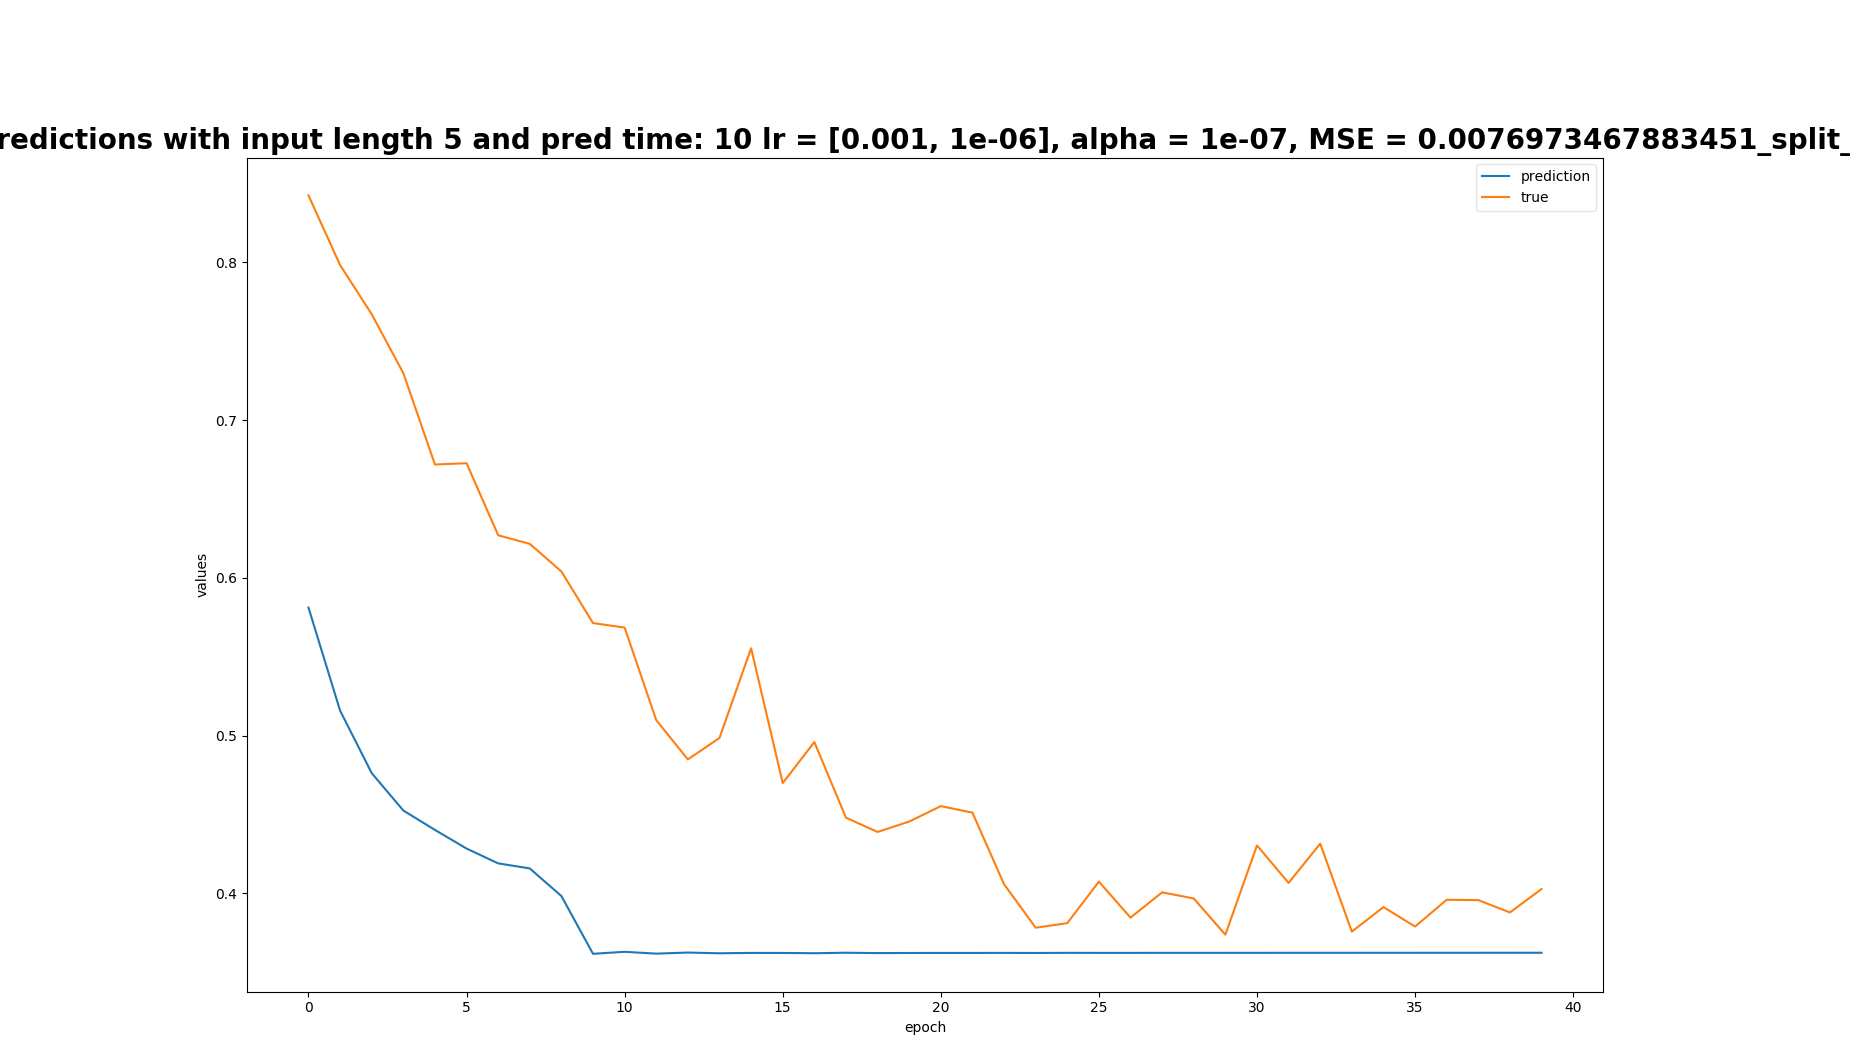 redictions with input length 5 and pred time: 10 lr = [0.001, 1e-06], alpha = 1e-07, MSE = 0.0076973467883451_split_
prediction
true
0.8
0.7
0.6
0.5
0.4
values
0 5 10 15 20 25 30 35 40
epoch